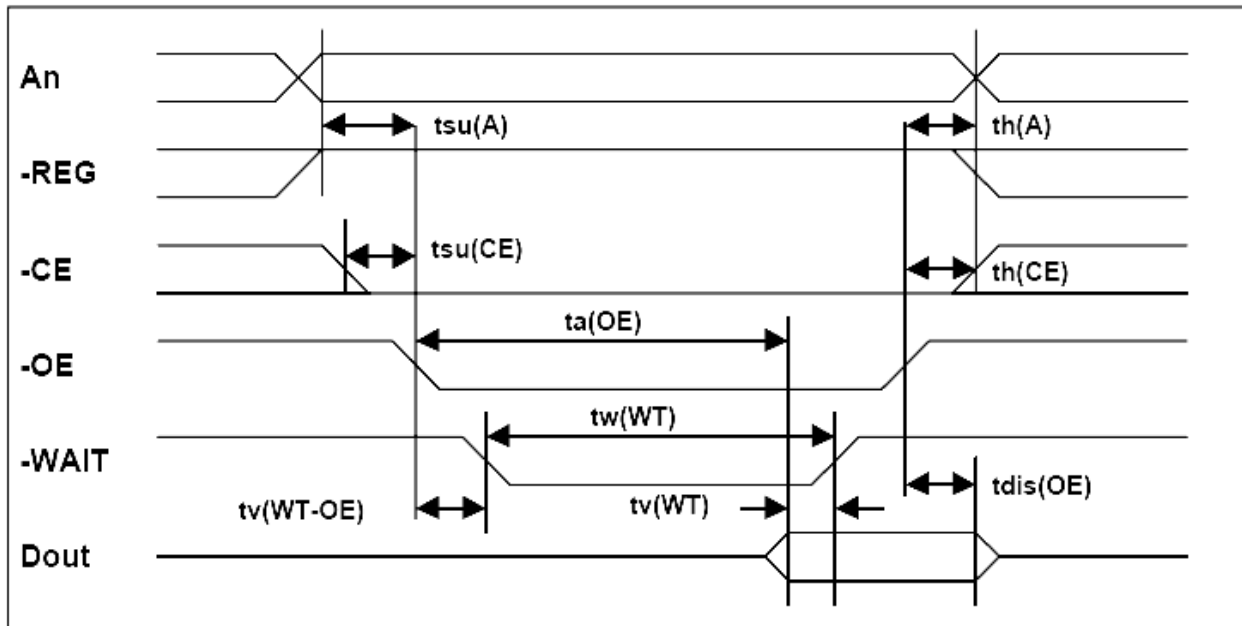 An
tsu(A)
th(A)
-REG
-CE
tsu(CE)
th(CE)
ta(OE)
-OE
tw(WT)
-WAIT
tv(WT-OE)
tv(WT)
tdis(OE)
Dout